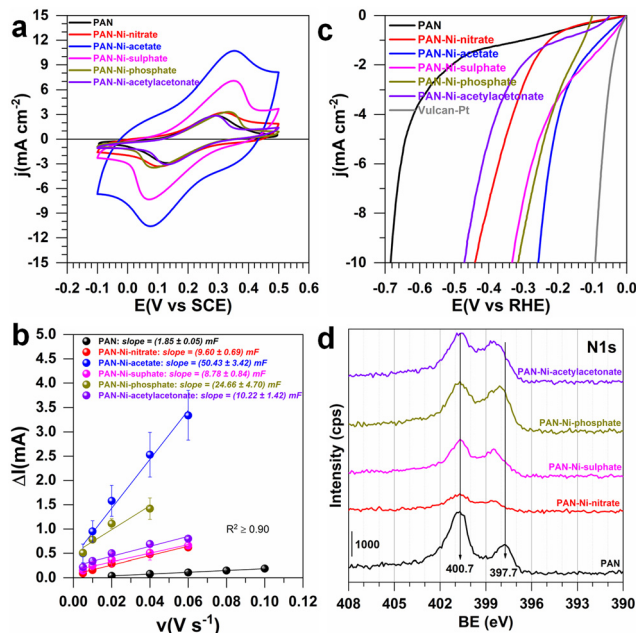 a
j(mA cm⁻²)
15
12
9
6
3
0
-3
-6
-9
-12
-15
PAN
PAN-Ni-nitrate
PAN-Ni-acetate
PAN-Ni-sulphate
PAN-Ni-phosphate
PAN-Ni-acetylacetonate
-0.2 -0.1 0.0 0.1 0.2 0.3 0.4 0.5 0.6
E(V vs SCE)
c
j(mA cm⁻²)
0
-2
-4
-6
-8
-10
PAN
PAN-Ni-nitrate
PAN-Ni-acetate
PAN-Ni-sulphate
PAN-Ni-phosphate
PAN-Ni-acetylacetonate
Vulcan-Pt
-0.7 -0.6 -0.5 -0.4 -0.3 -0.2 -0.1 0.0
E(V vs RHE)
b
ΔI(mA)
5.0
4.5
4.0
3.5
3.0
2.5
2.0
1.5
1.0
0.5
0.0
PAN: slope = (1.85 ± 0.05) mF
PAN-Ni-nitrate: slope = (9.60 ± 0.69) mF
PAN-Ni-acetate: slope = (50.43 ± 3.42) mF
PAN-Ni-suphate: slope = (8.78 ± 0.84) mF
PAN-Ni-phosphate: slope = (24.66 ± 4.70) mF
PAN-Ni-acetylacetonate: slope = (10.22 ± 1.42) mF
R² ≥ 0.90
0.00 0.02 0.04 0.06 0.08 0.10
v(V s⁻¹)
d
N1s
Intensity (cps)
PAN-Ni-acetylacetonate
PAN-Ni-phosphate
PAN-Ni-sulphate
PAN-Ni-nitrate
PAN
1000
400.7
397.7
408 405 402 399 396 393 390
BE (eV)